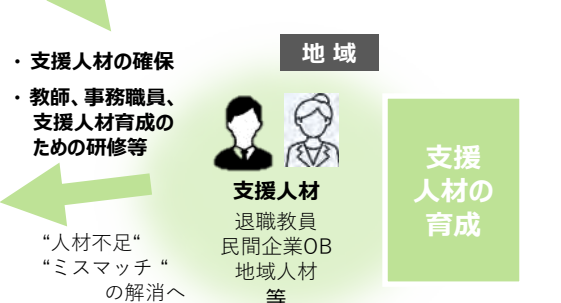 ・支援人材の確保
・教師、事務職員、
支援人材育成の
ための研修等
“人材不足“
“ミスマッチ “
の解消へ
地 域
支援人材
退職教員
民間企業OB
地域人材
等
支援
人材の
育成